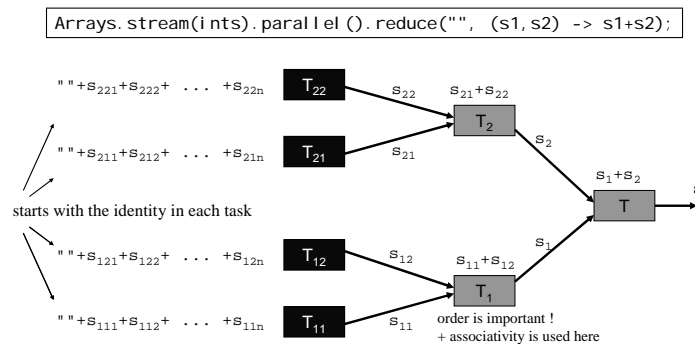 Arrays.stream(ints).parallel().reduce("", (s1,s2) -> s1+s2);
""+s₂₂₁+s₂₂₂+ ... +s₂₂ₙ
T₂₂
s₂₂
s₂₁+s₂₂
T₂
""+s₂₁₁+s₂₁₂+ ... +s₂₁ₙ
T₂₁
s₂₁
s₂
s₁+s₂
T
s
starts with the identity in each task
s₁
""+s₁₂₁+s₁₂₂+ ... +s₁₂ₙ
T₁₂
s₁₂
s₁₁+s₁₂
T₁
""+s₁₁₁+s₁₁₂+ ... +s₁₁ₙ
T₁₁
s₁₁
order is important !
+ associativity is used here